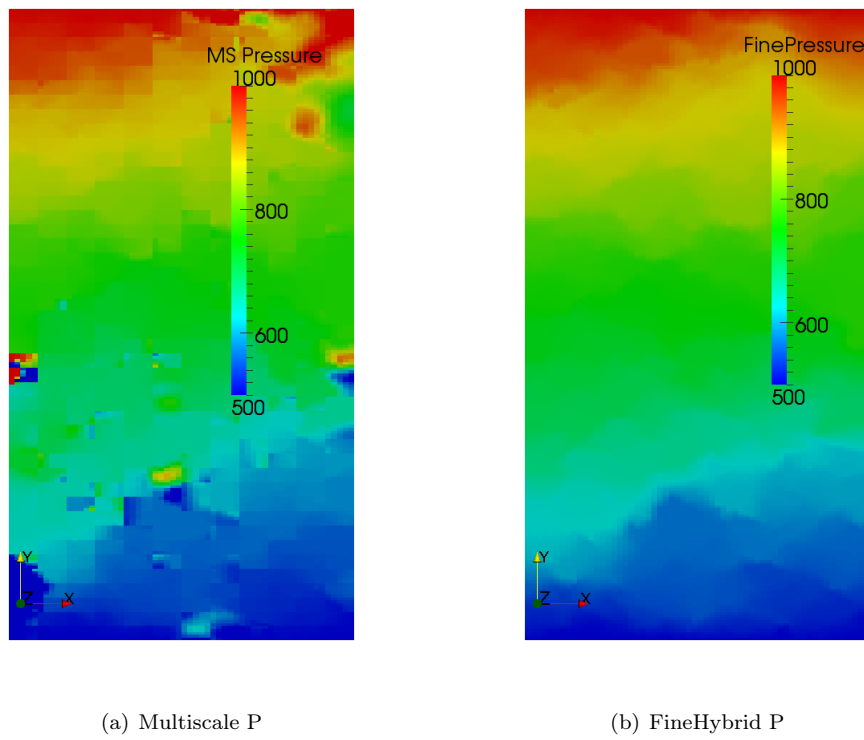 MS Pressure
1000
800
600
500
Y
Z
X
FinePressure
1000
800
600
500
Y
Z
X
(a) Multiscale P
(b) FineHybrid P